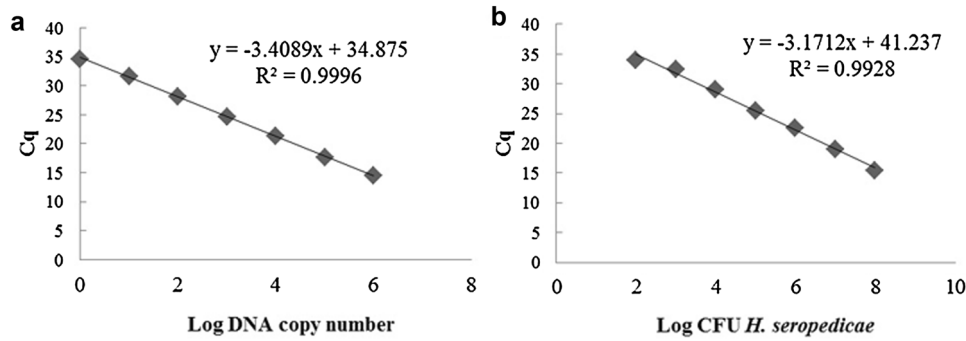 a
y = -3.4089x + 34.875
R² = 0.9996
Cq
40
35
30
25
20
15
10
5
0
0 2 4 6 8
Log DNA copy number
b
y = -3.1712x + 41.237
R² = 0.9928
Cq
40
35
30
25
20
15
10
5
0
0 2 4 6 8 10
Log CFU H. seropedicae